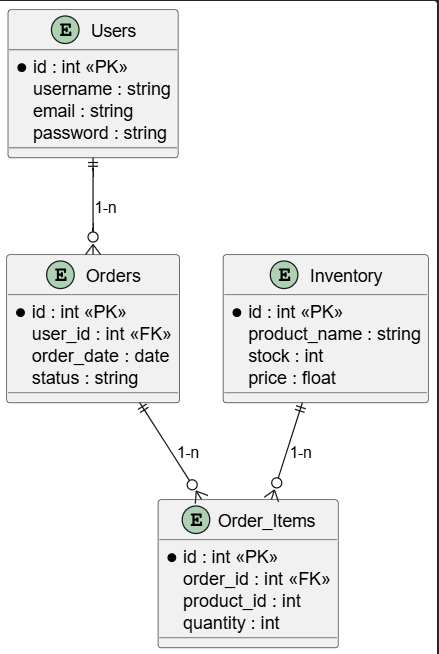 E Users
id : int «PK»
username : string
email : string
password : string
1-n
E Orders
id : int «PK»
user_id : int «FK»
order_date : date
status : string
E Inventory
id : int «PK»
product_name : string
stock : int
price : float
1-n
1-n
E Order_Items
id : int «PK»
order_id : int «FK»
product_id : int
quantity : int